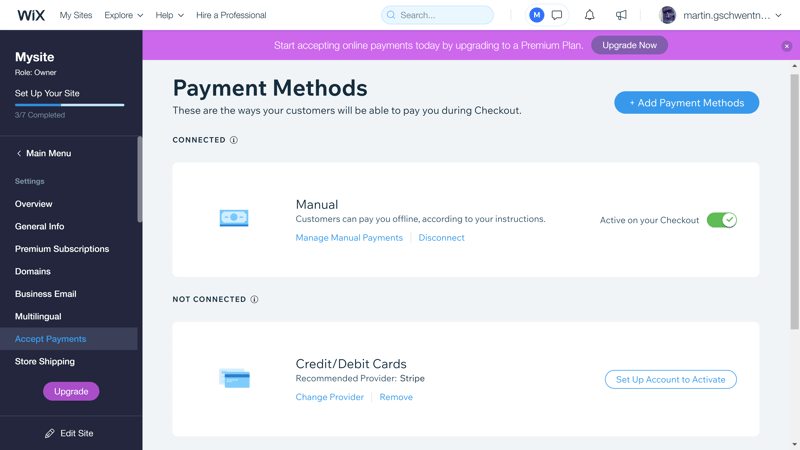 WiX My Sites Explore Help Hire a Professional Search... M martin.gschwentn...
Start accepting online payments today by upgrading to a Premium Plan. Upgrade Now
Mysite
Role: Owner
Set Up Your Site
3/7 Completed
Main Menu
Settings
Overview
General Info
Premium Subscriptions
Domains
Business Email
Multilingual
Accept Payments
Store Shipping
Upgrade
Edit Site
Payment Methods
These are the ways your customers will be able to pay you during Checkout.
+ Add Payment Methods
CONNECTED
Manual
Customers can pay you offline, according to your instructions.
Manage Manual Payments Disconnect
Active on your Checkout
NOT CONNECTED
Credit/Debit Cards
Recommended Provider: Stripe
Change Provider Remove
Set Up Account to Activate